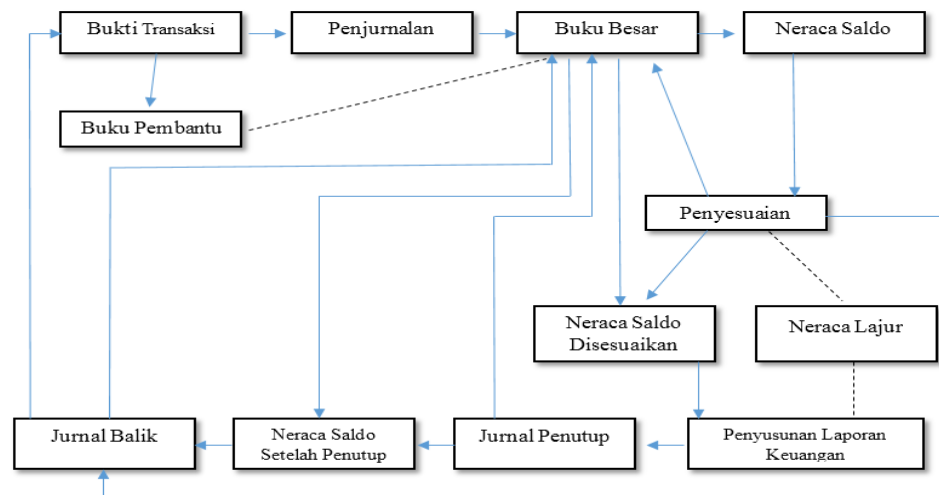 Bukti Transaksi
Penjurnalan
Buku Besar
Neraca Saldo
Buku Pembantu
Penyesuaian
Neraca Saldo
Disesuaikan
Neraca Lajur
Jurnal Balik
Neraca Saldo
Setelah Penutup
Jurnal Penutup
Penyusunan Laporan
Keuangan